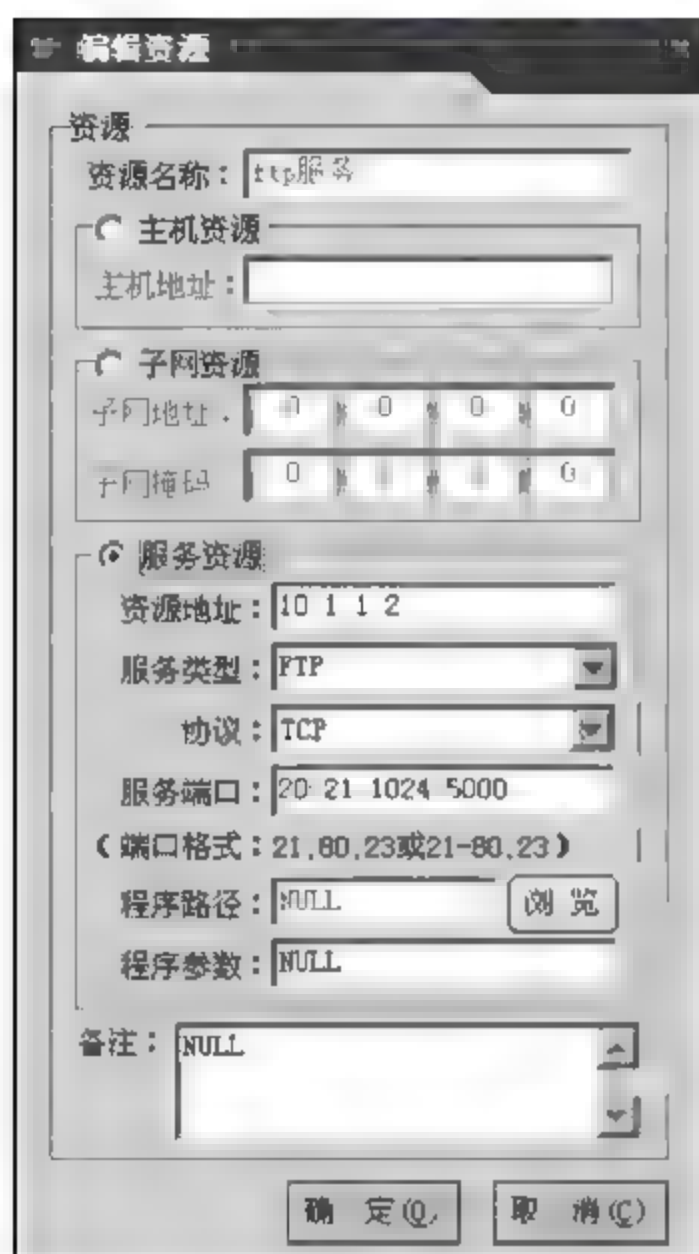 编辑资源
资源
资源名称：ftp服务
主机资源
主机地址：
子网资源
子网地址： 0 0 0 0
子网掩码 0 0
服务资源
资源地址：10 1 1 2
服务类型：FTP
协议：TCP
服务端口：20 21 1024 5000
(端口格式：21,80,23或21-80,23)
程序路径：NULL 浏览
程序参数：NULL
备注：NULL
确 定(O) 取 消(C)